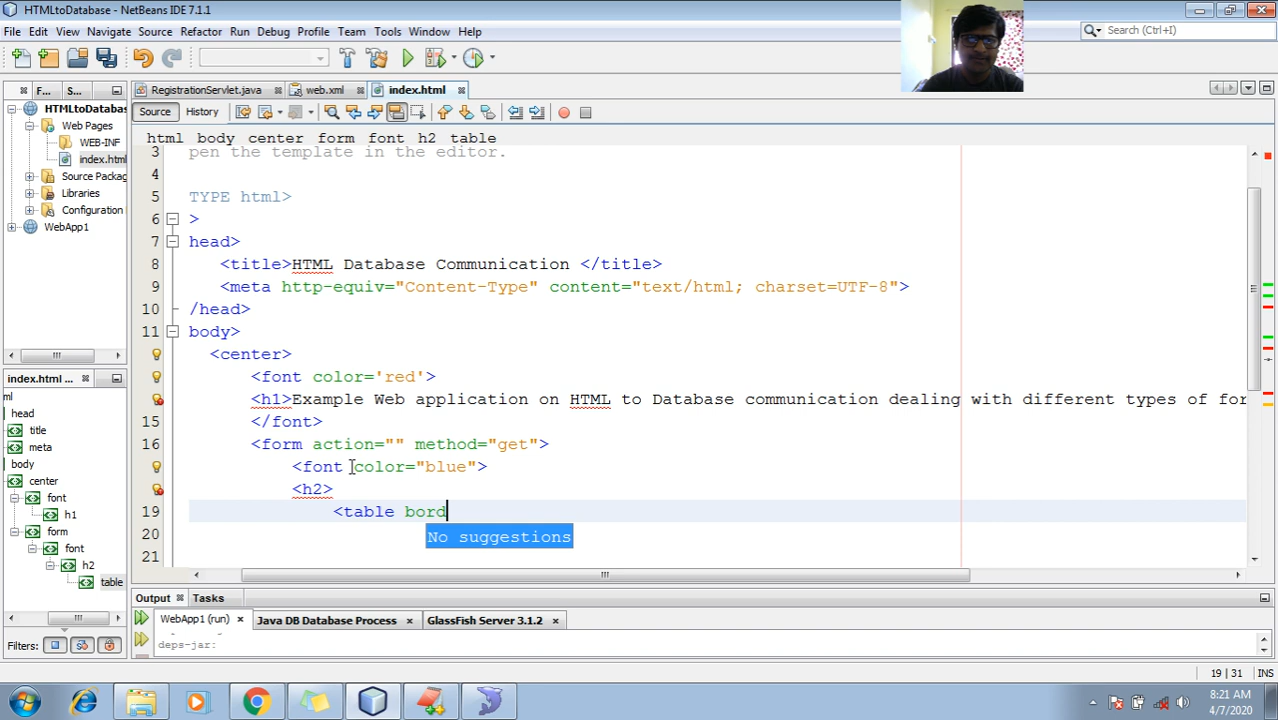 HTMLtoDatabase - NetBeans IDE 7.1.1
File Edit View Navigate Source Refactor Run Debug Profile Team Tools Window Help
Search (Ctrl+I)
F... S...
RegistrationServlet.java web.xml index.html
HTMLtoDatabas
Web Pages
WEB-INF
index.html
Source Packag
Libraries
Configuration
WebApp1
Source History
html body center form font h2 table
3 pen the template in the editor.
4
5 TYPE html>
6 >
7 head>
8 <title>HTML Database Communication </title>
9 <meta http-equiv="Content-Type" content="text/html; charset=UTF-8">
10 /head>
11 body>
<center>
<font color='red'>
<h1>Example Web application on HTML to Database communication dealing with different types of for
15 </font>
16 <form action="" method="get">
<font color="blue">
<h2>
19 <table bord
20 No suggestions
21
index.html ...
ml
head
title
meta
body
center
font
h1
form
font
h2
table
Filters:
Output Tasks
WebApp1 (run) Java DB Database Process GlassFish Server 3.1.2
deps-jar:
19 | 31 INS
8:21 AM
4/7/2020